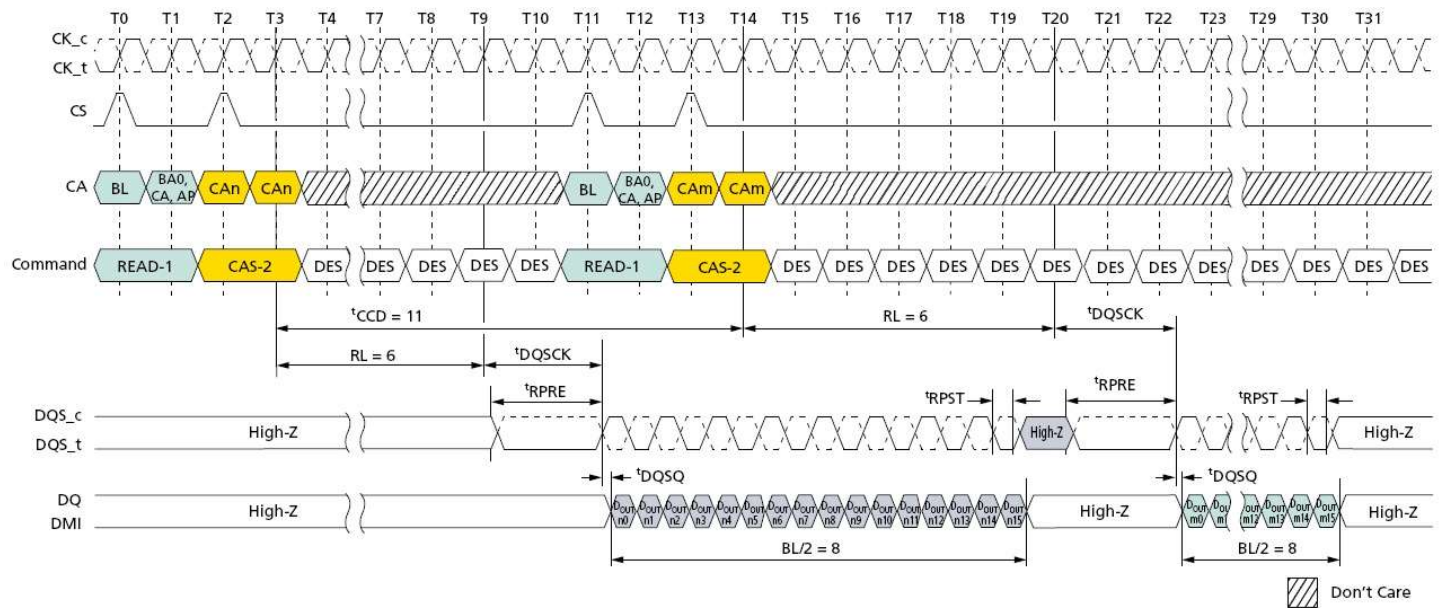 T0 T1 T2 T3 T4 T7 T8 T9 T10 T11 T12 T13 T14 T15 T16 T17 T18 T19 T20 T21 T22 T23 T29 T30 T31
CK_c
CK_t
CS
CA BL BA0, CA, AP CAn CAn BL BA0, CA, AP CAm CAm
Command READ-1 CAS-2 DES DES DES DES DES READ-1 CAS-2 DES DES DES DES DES DES DES DES DES DES DES DES DES
tCCD = 11 RL = 6 tDQSCK
RL = 6 tDQSCK
tRPRE tRPST tRPRE tRPST
DQS_c
DQS_t
High-Z High-Z High-Z
tDQSQ tDQSQ
DQ
DMI
High-Z DOUT n0 DOUT n1 DOUT n2 DOUT n3 DOUT n4 DOUT n5 DOUT n6 DOUT n7 DOUT n8 DOUT n9 DOUT n10 DOUT n11 DOUT n12 DOUT n13 DOUT n14 DOUT n15 High-Z DOUT m0 DOUT m12 DOUT m13 DOUT m14 DOUT m15 High-Z
BL/2 = 8 BL/2 = 8
Don't Care